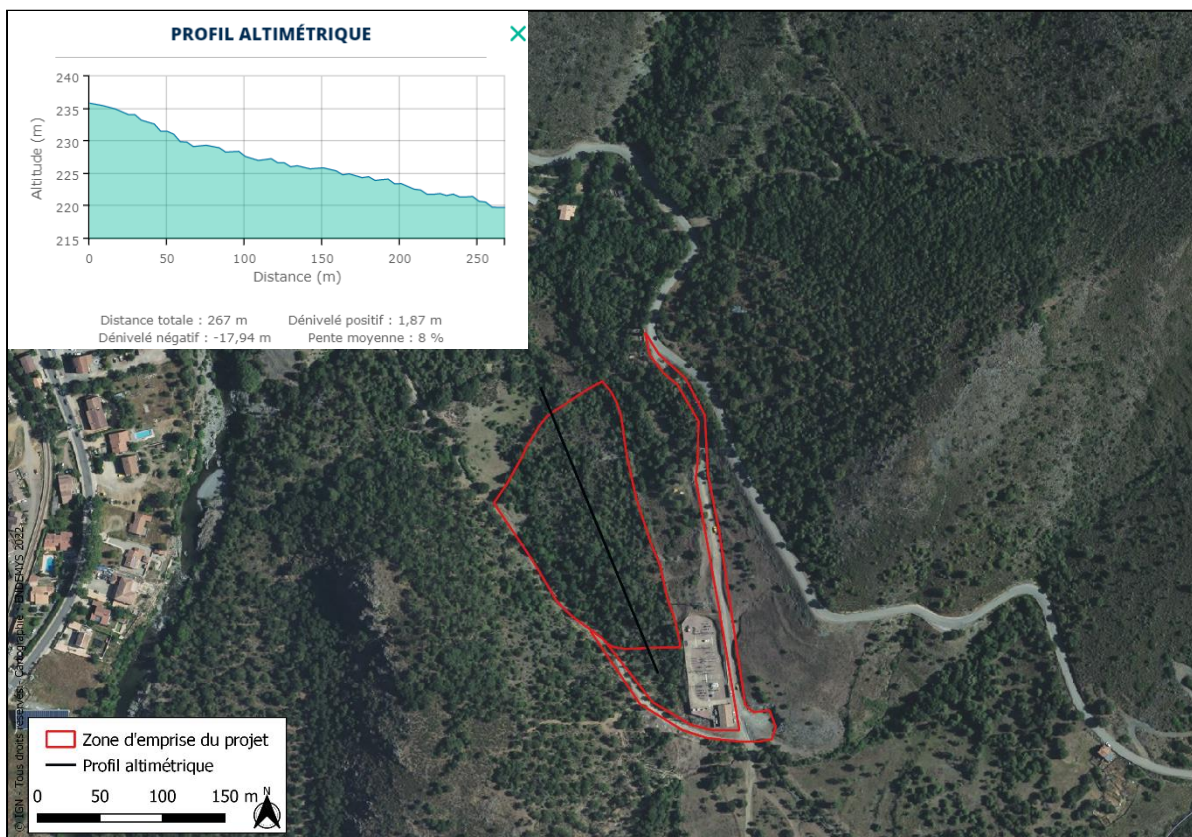 PROFIL ALTIMÉTRIQUE
Altitude (m)
240
235
230
225
220
215
0 50 100 150 200 250
Distance (m)
Distance totale : 267 m Dénivelé positif : 1,87 m
Dénivelé négatif : -17,94 m Pente moyenne : 8 %
© IGN - Tous droits réservés - Cartographie : ENDEMYS 2022
Zone d'emprise du projet
Profil altimétrique
0 50 100 150 m
N